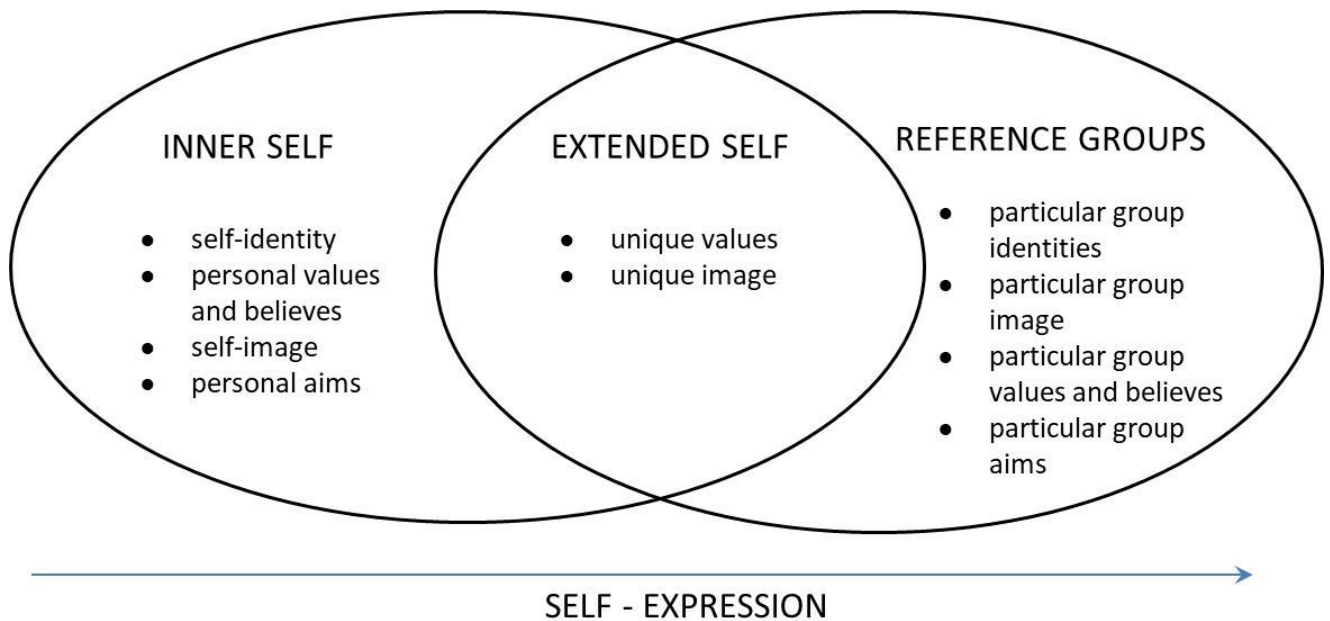 INNER SELF
● self-identity
● personal values
and believes
● self-image
● personal aims
EXTENDED SELF
● unique values
● unique image
REFERENCE GROUPS
● particular group
identities
● particular group
image
● particular group
values and believes
● particular group
aims
SELF - EXPRESSION